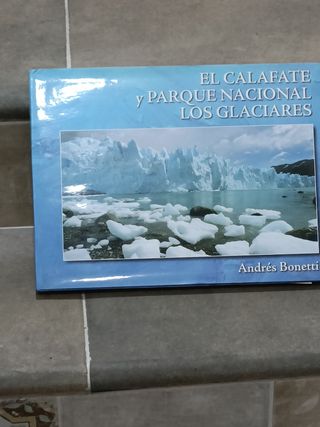 EL CALAFATE
y PARQUE NACIONAL
LOS GLACIARES
Andrés Bonetti